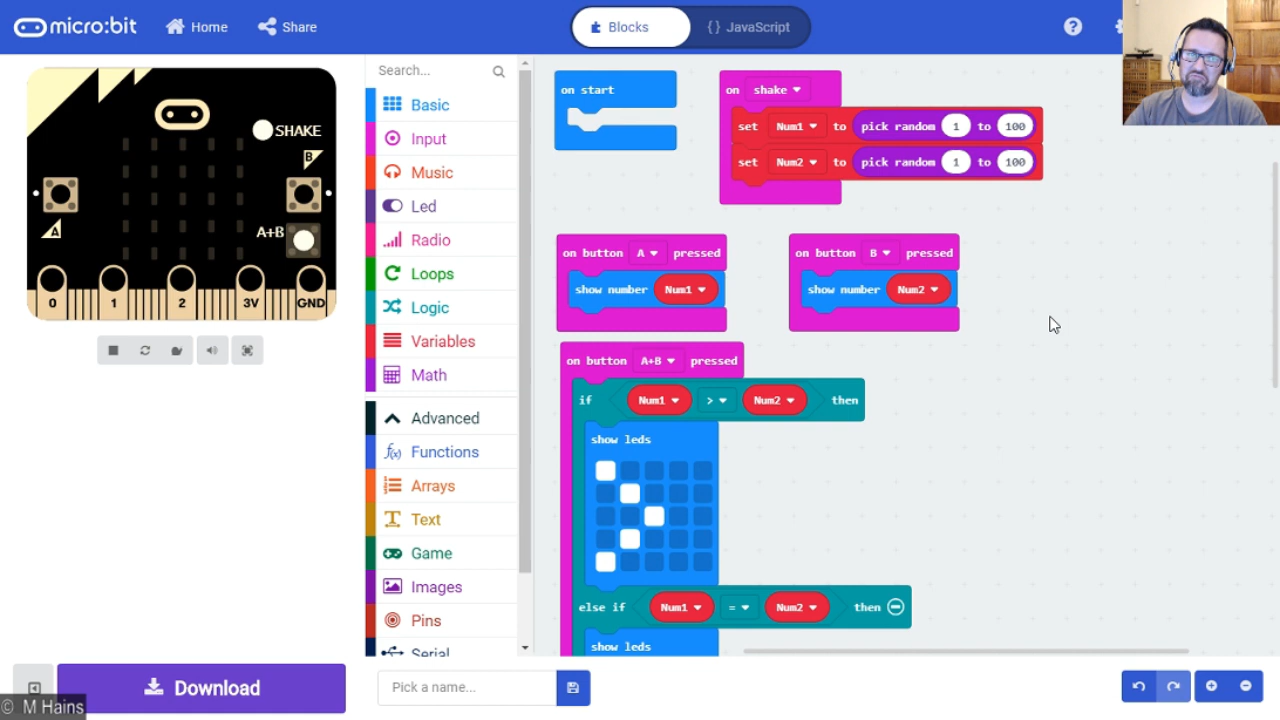 micro:bit Home Share Blocks {} JavaScript ?
SHAKE
B
A
A+B
0 1 2 3V GND
Search...
Basic
Input
Music
Led
Radio
Loops
Logic
Variables
Math
Advanced
Functions
Arrays
Text
Game
Images
Pins
Serial
on start
on shake
set Num1 to pick random 1 to 100
set Num2 to pick random 1 to 100
on button A pressed
show number Num1
on button B pressed
show number Num2
on button A+B pressed
if Num1 > Num2 then
show leds
else if Num1 = Num2 then
show leds
Download
Pick a name...
© M Hains